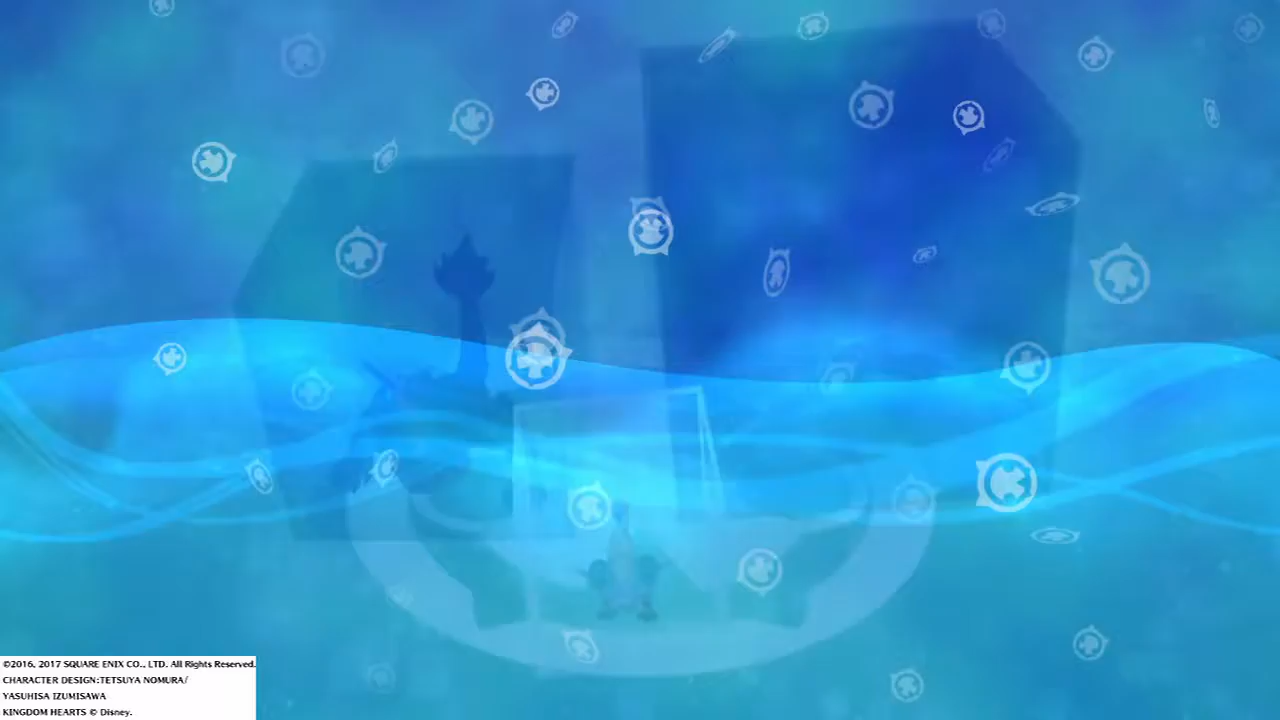 ©2016, 2017 SQUARE ENIX CO., LTD. All Rights Reserved.
CHARACTER DESIGN:TETSUYA NOMURA/
YASUHISA IZUMISAWA
KINGDOM HEARTS © Disney.